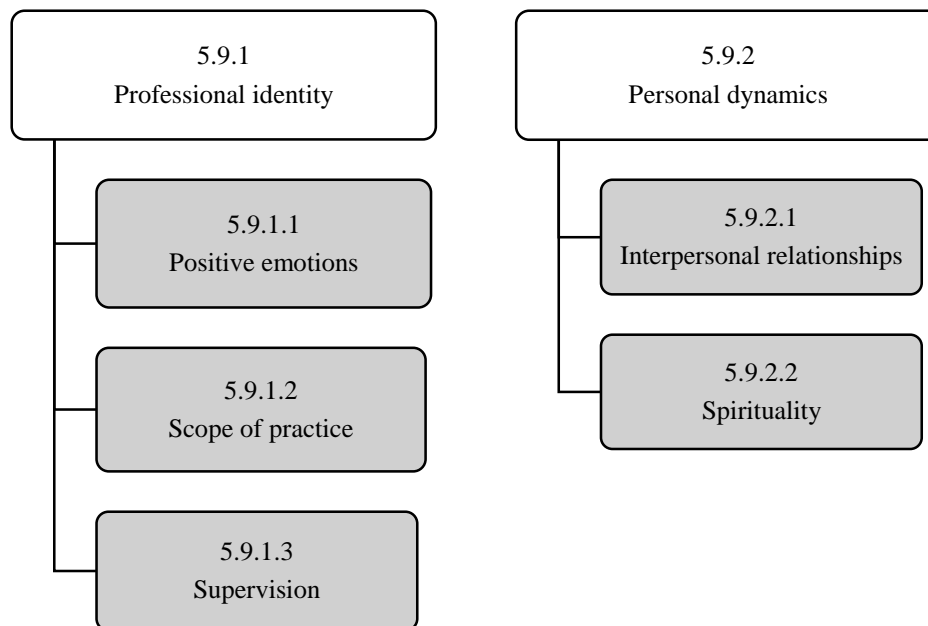 5.9.1
Professional identity
5.9.1.1
Positive emotions
5.9.1.2
Scope of practice
5.9.1.3
Supervision
5.9.2
Personal dynamics
5.9.2.1
Interpersonal relationships
5.9.2.2
Spirituality